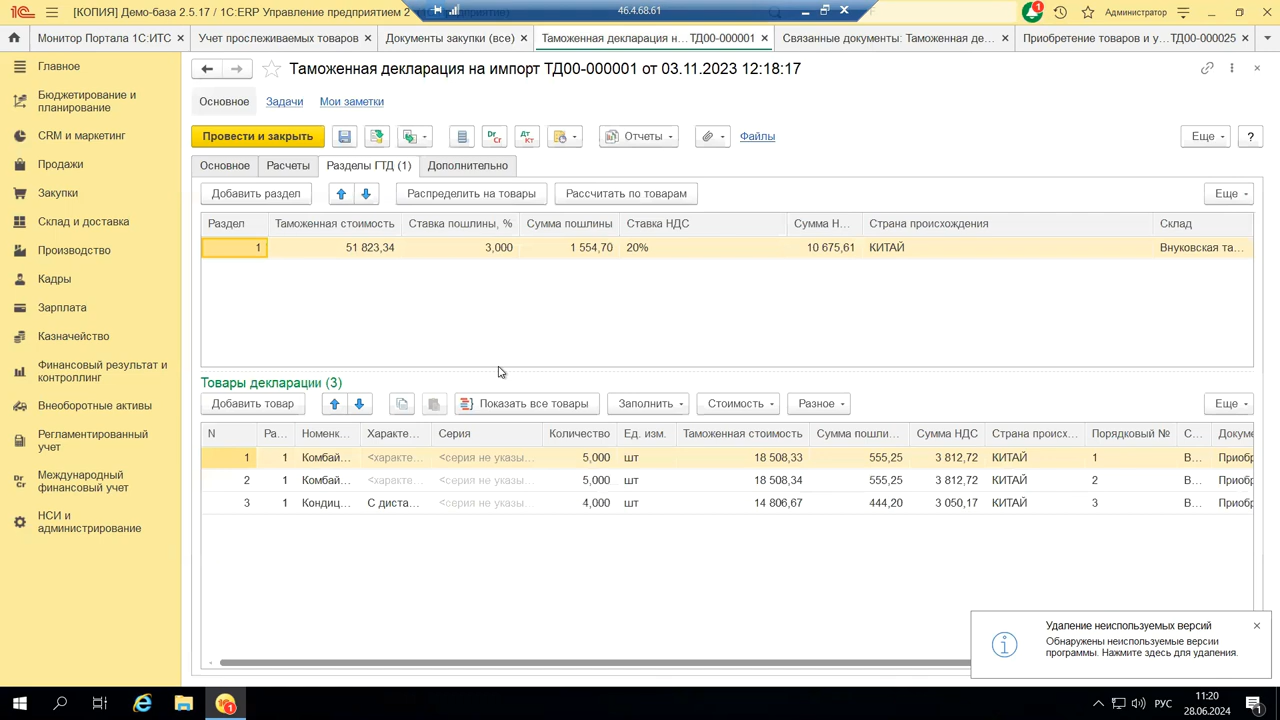 [КОПИЯ] Демо-база 2.5.17 / 1С:ERP Управление предприятием 2
46.4.68.61
1
Администратор
Монитор Портала 1С:ИТС
Учет прослеживаемых товаров
Документы закупки (все)
Таможенная декларация н... ТД00-000001
Связанные документы: Таможенная де...
Приобретение товаров и у... ТД00-000025
Главное
Бюджетирование и
планирование
CRM и маркетинг
Продажи
Закупки
Склад и доставка
Производство
Кадры
Зарплата
Казначейство
Финансовый результат и
контроллинг
Внеоборотные активы
Регламентированный
учет
Международный
финансовый учет
НСИ и
администрирование
Таможенная декларация на импорт ТД00-000001 от 03.11.2023 12:18:17
Основное Задачи Мои заметки
Провести и закрыть Dr Cr Дт Кт Отчеты Файлы Еще ?
Основное Расчеты Разделы ГТД (1) Дополнительно
Добавить раздел Распределить на товары Рассчитать по товарам Еще
Раздел Таможенная стоимость Ставка пошлины, % Сумма пошлины Ставка НДС Сумма Н... Страна происхождения Склад
1 51 823,34 3,000 1 554,70 20% 10 675,61 КИТАЙ Внуковская та...
Товары декларации (3)
Добавить товар Показать все товары Заполнить Стоимость Разное Еще
N Ра... Номенк... Характе... Серия Количество Ед. изм. Таможенная стоимость Сумма пошли... Сумма НДС Страна происх... Порядковый № С... Докуме
1 1 Комбай... <характе... <серия не указы... 5,000 шт 18 508,33 555,25 3 812,72 КИТАЙ 1 В... Приобр
2 1 Комбай... <характе... <серия не указы... 5,000 шт 18 508,34 555,25 3 812,72 КИТАЙ 2 В... Приобр
3 1 Кондиц... С диста... <серия не указы... 4,000 шт 14 806,67 444,20 3 050,17 КИТАЙ 3 В... Приобр
Удаление неиспользуемых версий
Обнаружены неиспользуемые версии
программы. Нажмите здесь для удаления.
РУС
11:20
28.06.2024
1